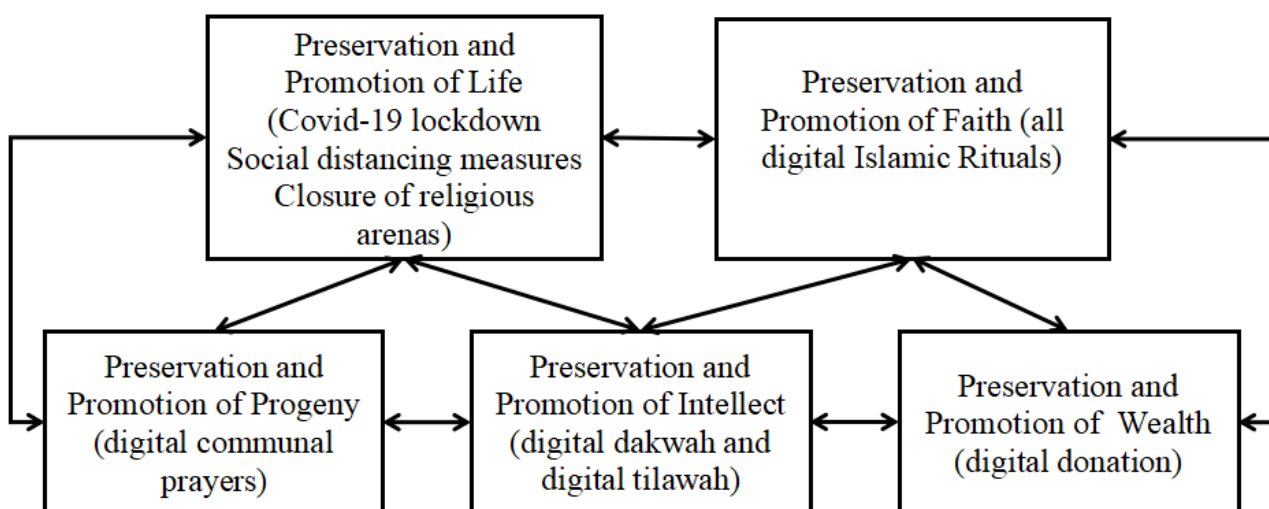 Preservation and
Promotion of Life
(Covid-19 lockdown
Social distancing measures
Closure of religious
arenas)
Preservation and
Promotion of Faith (all
digital Islamic Rituals)
Preservation and
Promotion of Progeny
(digital communal
prayers)
Preservation and
Promotion of Intellect
(digital dakwah and
digital tilawah)
Preservation and
Promotion of Wealth
(digital donation)